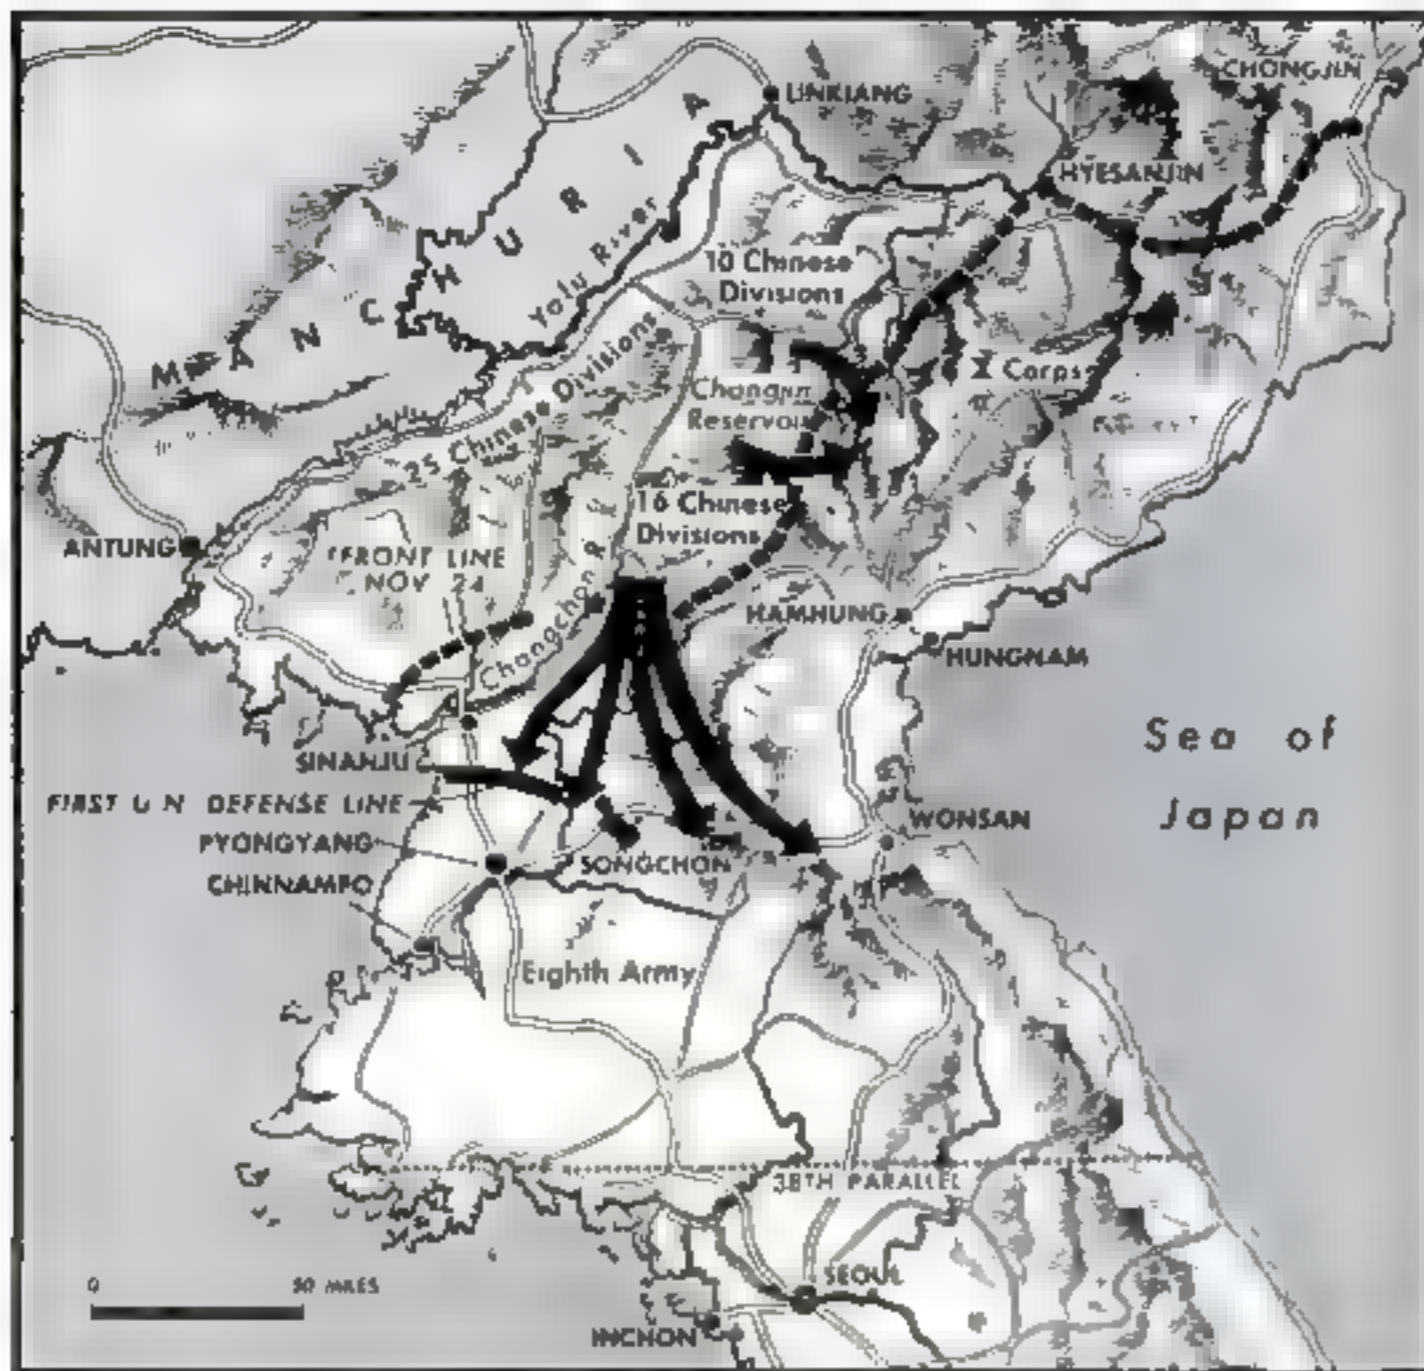 LINKIANG
CHONGJIN
HYESANJIN
MANCHURIA
Yalu River
10 Chinese
Divisions
25 Chinese Divisions
X Corps
Changjin
Reservoir
16 Chinese
Divisions
ANTUNG
FRONT LINE
NOV 24
Changchon R
HAMHUNG
HUNGNAM
Sea of
Japan
SINANJU
FIRST U N DEFENSE LINE
PYONGYANG
CHINNAMPO
WONSAN
SONGCHON
Eighth Army
38TH PARALLEL
0 50 MILES
SEOUL
INCHON